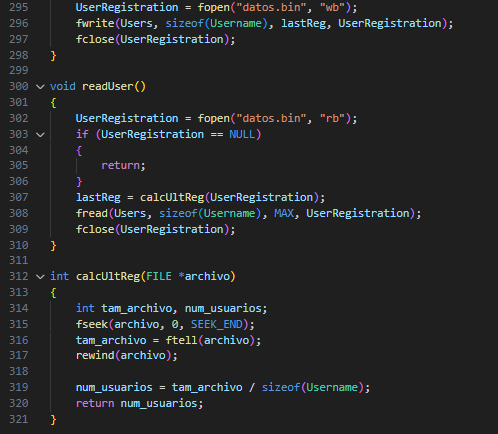 295 UserRegistration = fopen("datos.bin", "wb");
296 fwrite(Users, sizeof(Username), lastReg, UserRegistration);
297 fclose(UserRegistration);
298 }
299
300 void readUser()
301 {
302 UserRegistration = fopen("datos.bin", "rb");
303 if (UserRegistration == NULL)
304 {
305 return;
306 }
307 lastReg = calcUltReg(UserRegistration);
308 fread(Users, sizeof(Username), MAX, UserRegistration);
309 fclose(UserRegistration);
310 }
311
312 int calcUltReg(FILE *archivo)
313 {
314 int tam_archivo, num_usuarios;
315 fseek(archivo, 0, SEEK_END);
316 tam_archivo = ftell(archivo);
317 rewind(archivo);
318
319 num_usuarios = tam_archivo / sizeof(Username);
320 return num_usuarios;
321 }